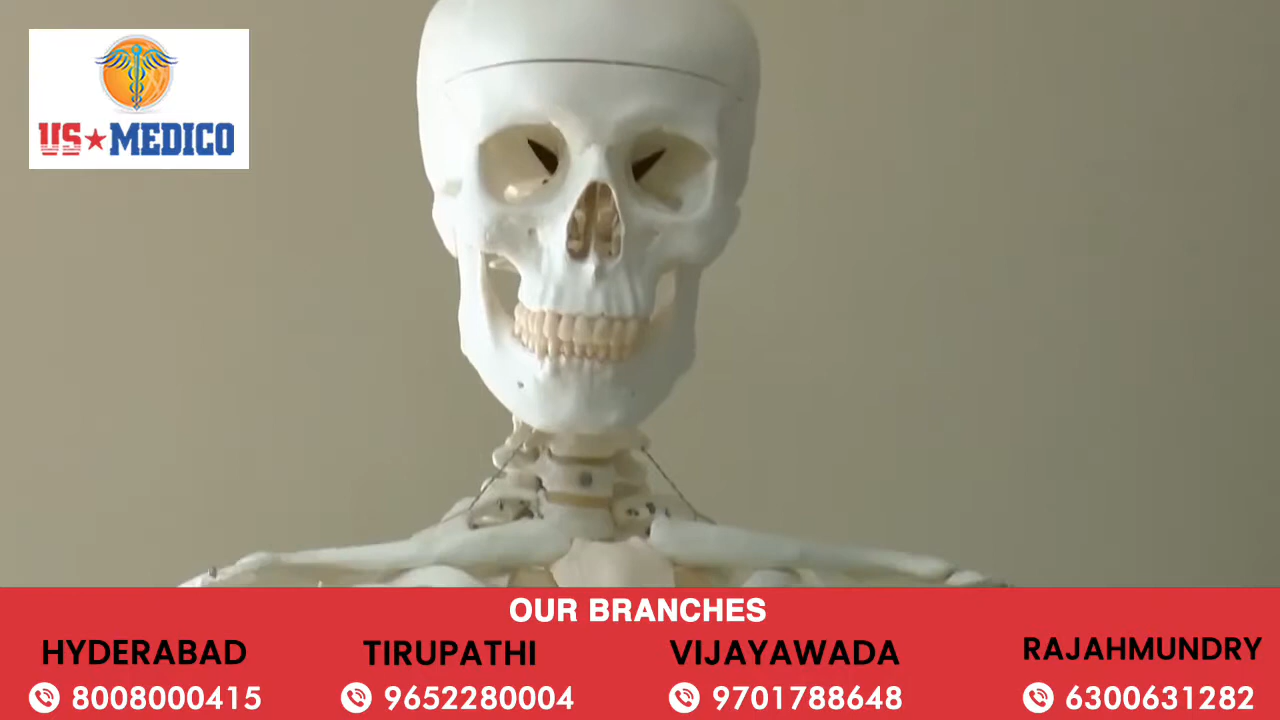 US★MEDICO
OUR BRANCHES
HYDERABAD TIRUPATHI VIJAYAWADA RAJAHMUNDRY
8008000415 9652280004 9701788648 6300631282